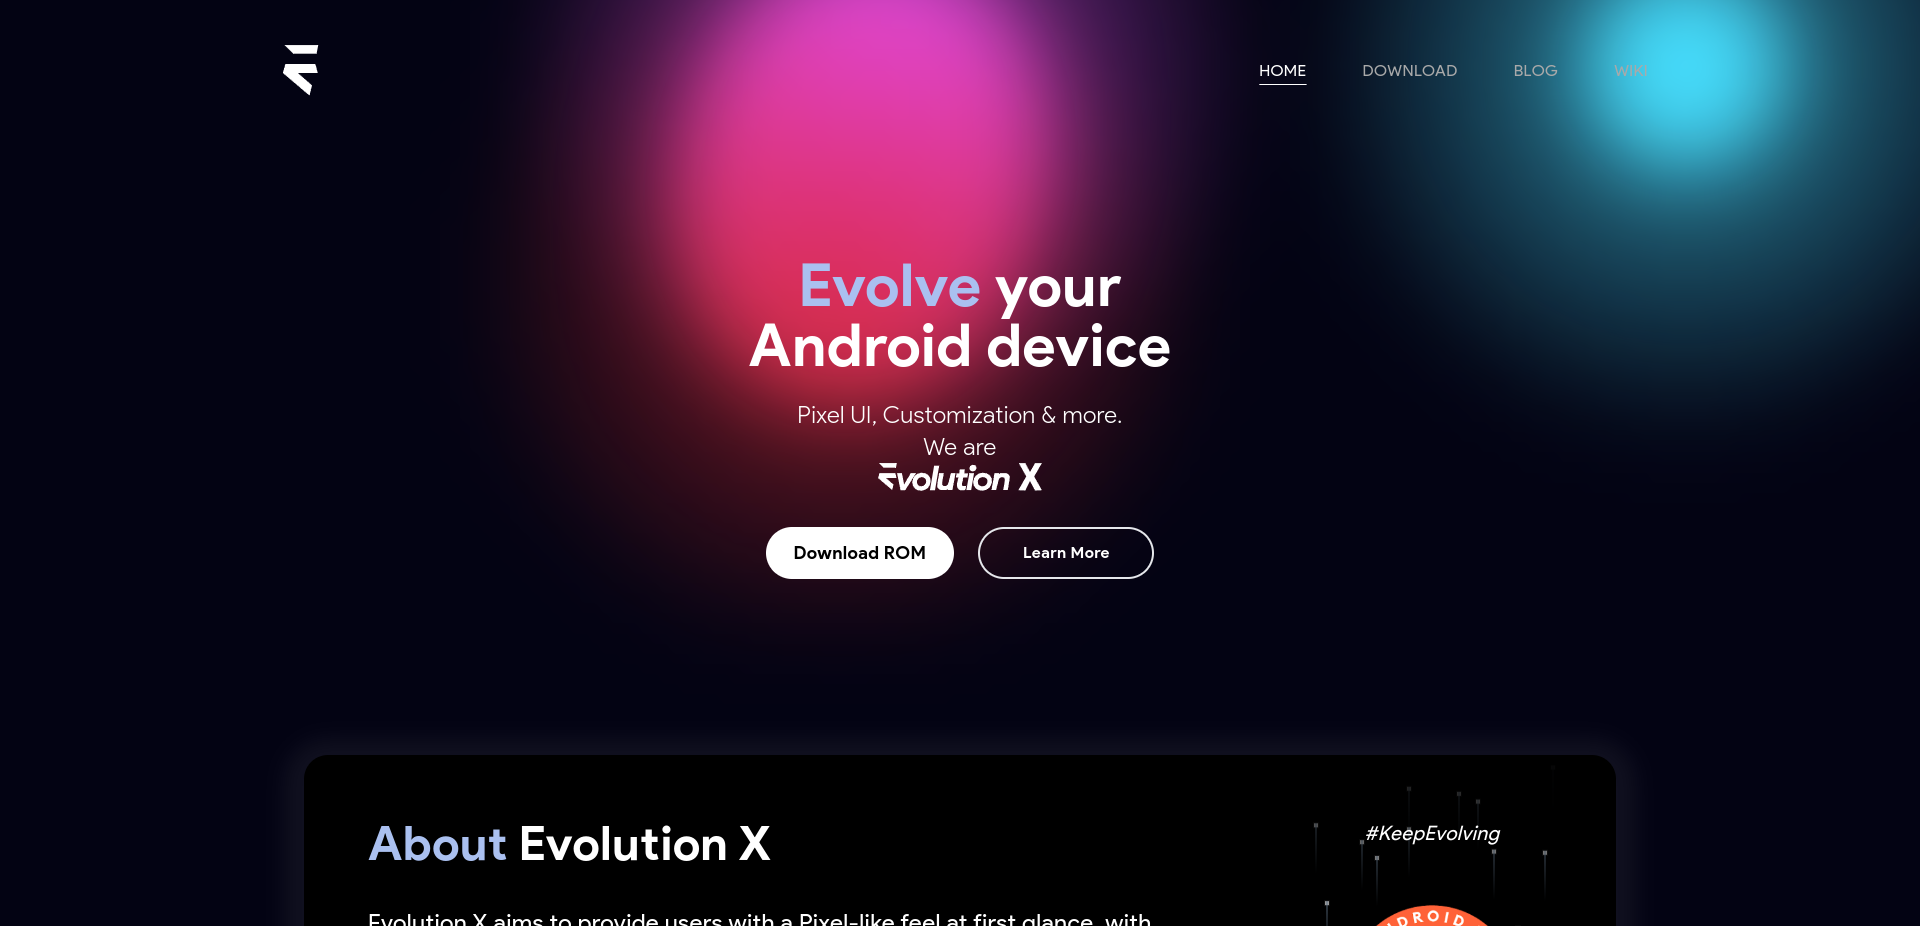 HOME DOWNLOAD BLOG WIKI
Evolve your
Android device
Pixel UI, Customization & more.
We are
Evolution X
Download ROM Learn More
About Evolution X
#KeepEvolving
Evolution X aims to provide users with a Pixel-like feel at first glance, with